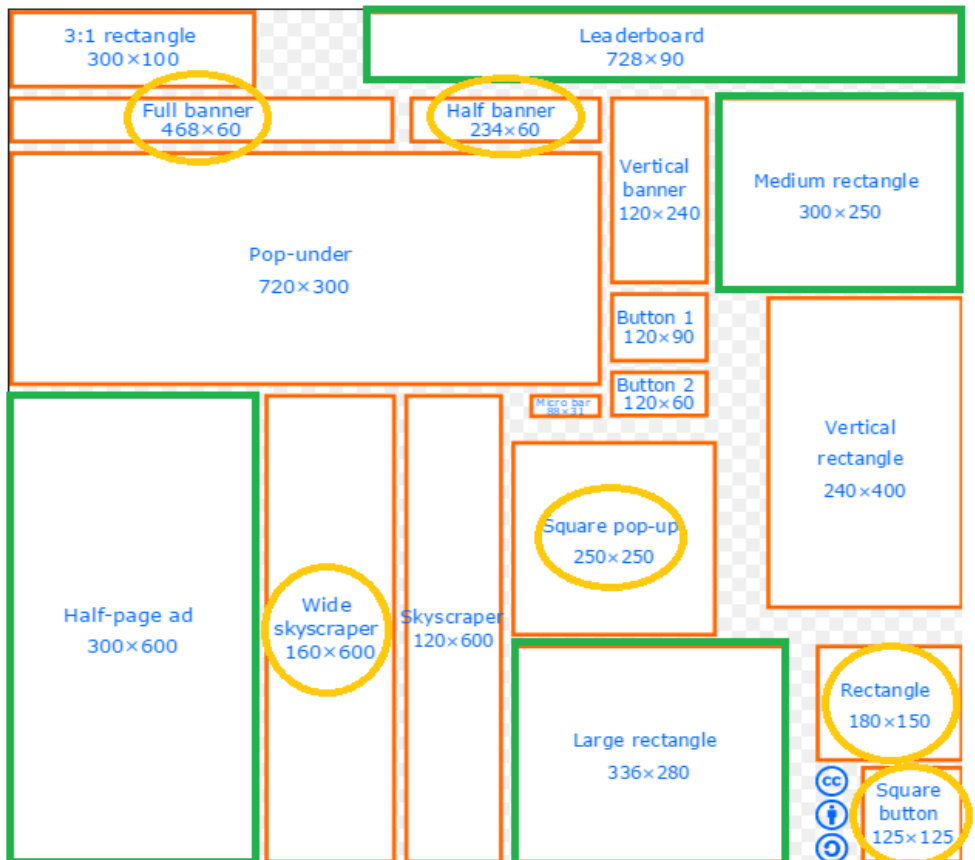 3:1 rectangle
300×100
Leaderboard
728×90
Full banner
468×60
Half banner
234×60
Vertical
banner
120×240
Medium rectangle
300×250
Pop-under
720×300
Button 1
120×90
Button 2
120×60
Micro bar
88×31
Vertical
rectangle
240×400
Square pop-up
250×250
Half-page ad
300×600
Wide
skyscraper
160×600
Skyscraper
120×600
Large rectangle
336×280
Rectangle
180×150
cc
Square
button
125×125